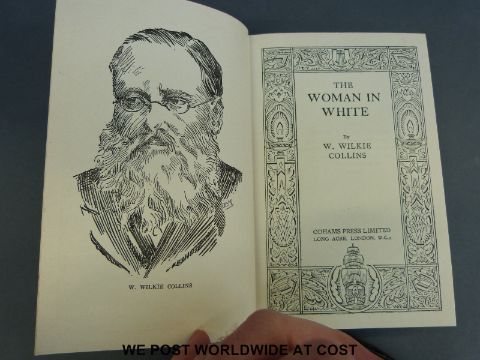 W. WILKIE COLLINS
THE
WOMAN IN
WHITE
By
W. WILKIE
COLLINS
ODHAMS PRESS LIMITED
LONG ACRE, LONDON, W.C.2
WE POST WORLDWIDE AT COST